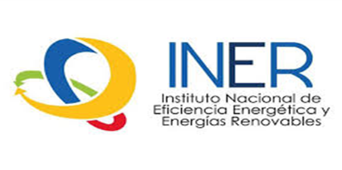 INER
Instituto Nacional de
Eficiencia Energética y
Energías Renovables